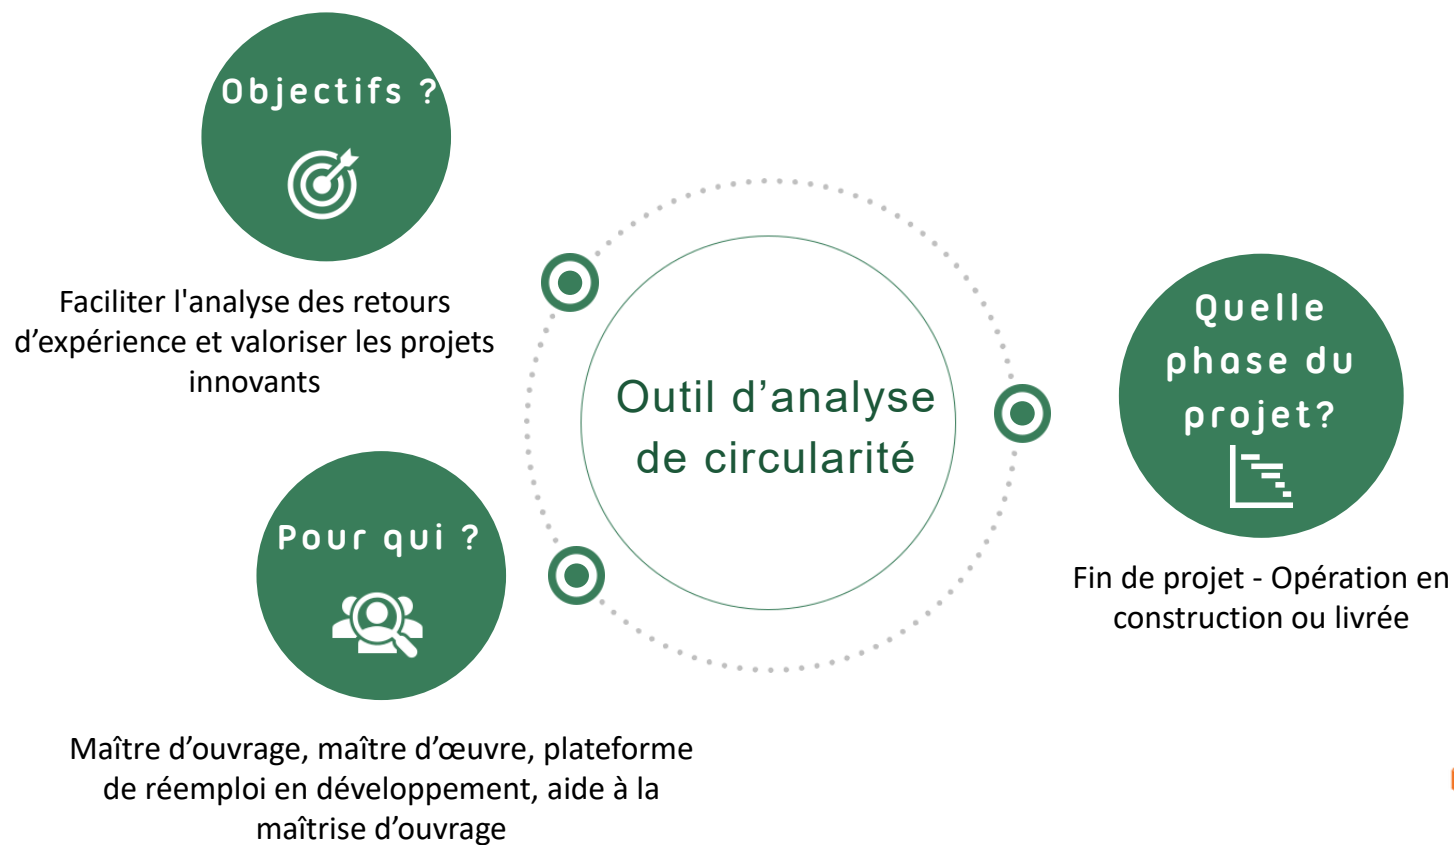 Objectifs ?
Faciliter l'analyse des retours
d’expérience et valoriser les projets
innovants
Pour qui ?
Maître d’ouvrage, maître d’œuvre, plateforme
de réemploi en développement, aide à la
maîtrise d’ouvrage
Outil d’analyse
de circularité
Quelle
phase du
projet?
Fin de projet - Opération en
construction ou livrée